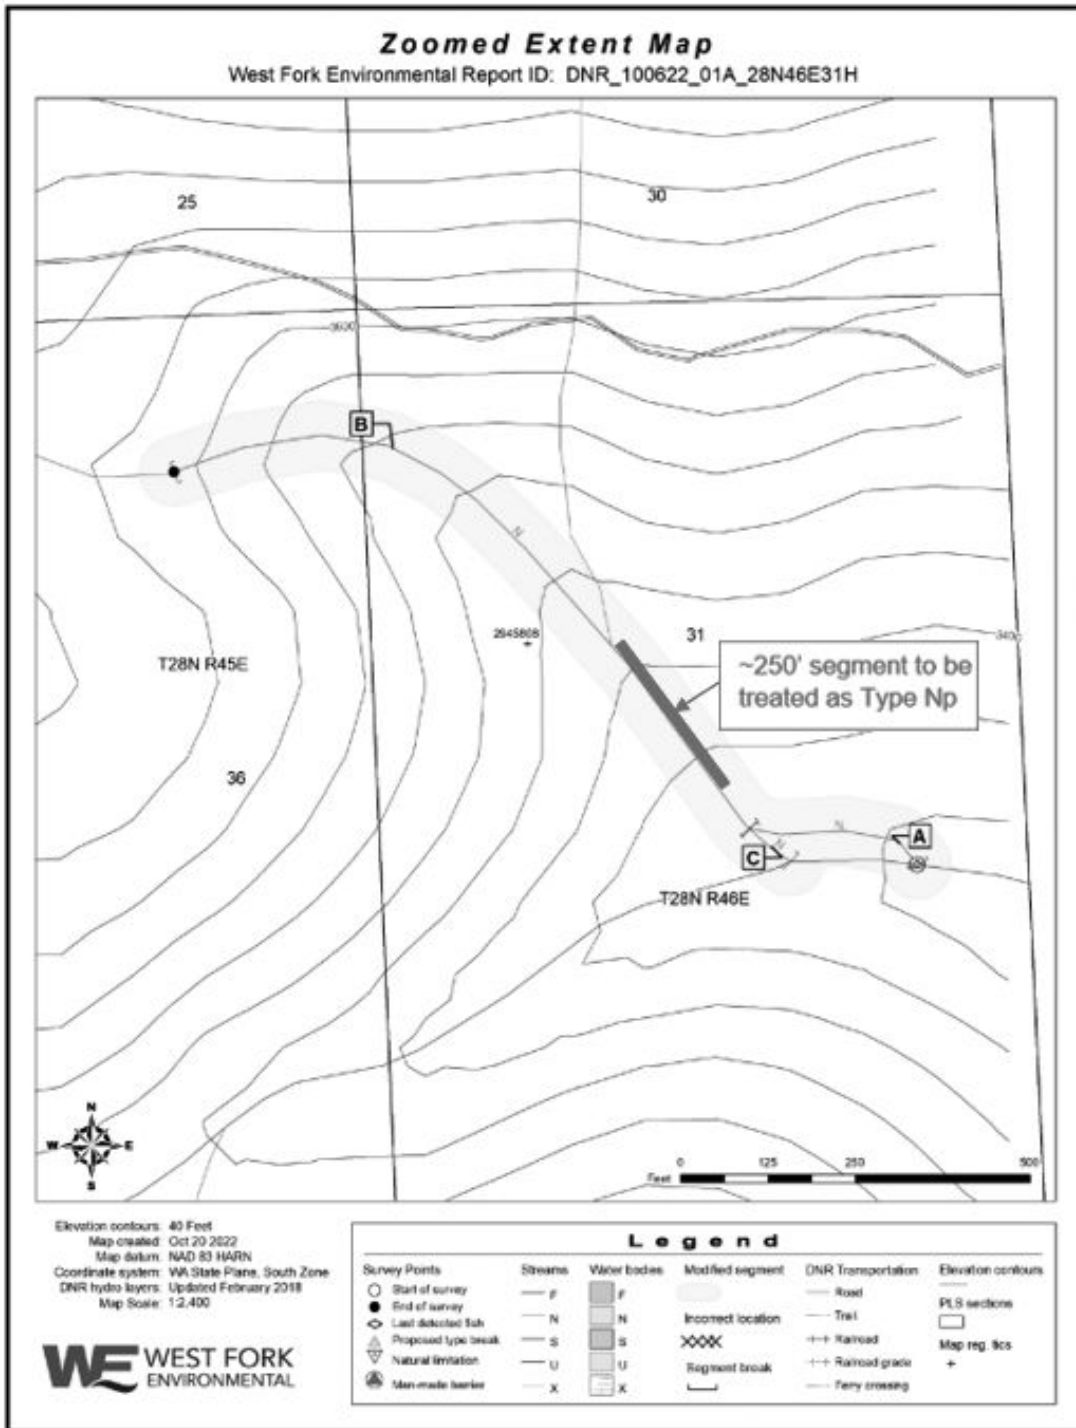 Zoomed Extent Map
West Fork Environmental Report ID: DNR_100622_01A_28N46E31H
25
30
3600
B
N
2945808
31
3400
T28N R45E
~250' segment to be
treated as Type Np
36
N
A
N
C
T28N R46E
N
W E
S
0 125 250 500
Feet
Elevation contours: 40 Feet
Map created: Oct 20 2022
Map datum: NAD 83 HARN
Coordinate system: WA State Plane, South Zone
DNR hydro layers: Updated February 2018
Map Scale: 1:2,400
WE WEST FORK
ENVIRONMENTAL
Legend
Survey Points
Start of survey
End of survey
Last detected fish
Proposed type break
Natural limitation
Man-made barrier
Streams
F
N
S
U
X
Water bodies
F
N
S
U
X
Modified segment
Incorrect location
Segment break
DNR Transportation
Road
Trail
Railroad
Railroad grade
Ferry crossing
Elevation contours
PLS sections
Map reg. tics